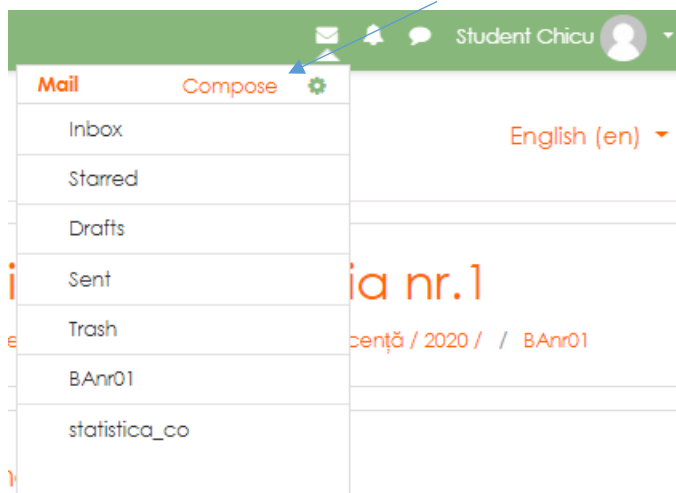 Student Chicu
Mail Compose
Inbox
English (en)
Starred
Drafts
Sent
ia nr.1
Trash
cență / 2020 / / BAnr01
BAnr01
statistica_co